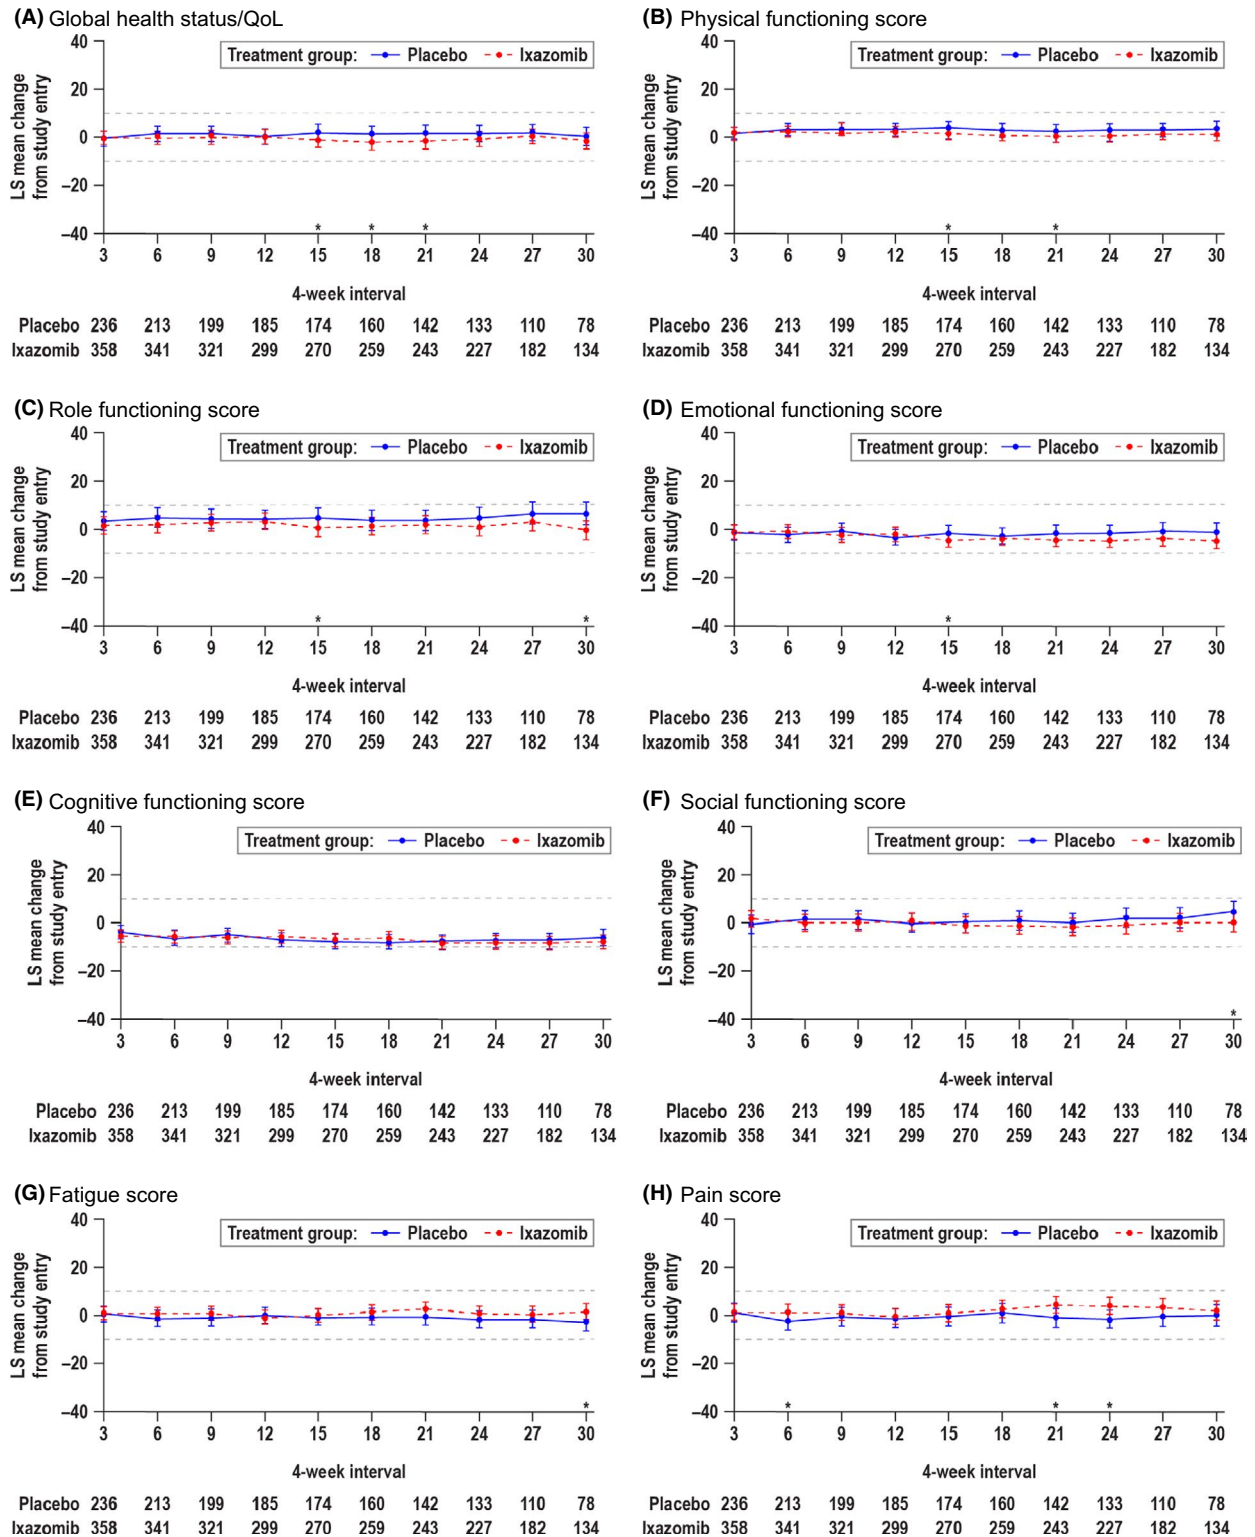 (A) Global health status/QoL
Treatment group: Placebo Ixazomib
LS mean change
from study entry
40
20
0
–20
–40
* * *
3 6 9 12 15 18 21 24 27 30
4-week interval
Placebo 236 213 199 185 174 160 142 133 110 78
Ixazomib 358 341 321 299 270 259 243 227 182 134
(B) Physical functioning score
Treatment group: Placebo Ixazomib
LS mean change
from study entry
40
20
0
–20
–40
* *
3 6 9 12 15 18 21 24 27 30
4-week interval
Placebo 236 213 199 185 174 160 142 133 110 78
Ixazomib 358 341 321 299 270 259 243 227 182 134
(C) Role functioning score
Treatment group: Placebo Ixazomib
LS mean change
from study entry
40
20
0
–20
–40
* *
3 6 9 12 15 18 21 24 27 30
4-week interval
Placebo 236 213 199 185 174 160 142 133 110 78
Ixazomib 358 341 321 299 270 259 243 227 182 134
(D) Emotional functioning score
Treatment group: Placebo Ixazomib
LS mean change
from study entry
40
20
0
–20
–40
*
3 6 9 12 15 18 21 24 27 30
4-week interval
Placebo 236 213 199 185 174 160 142 133 110 78
Ixazomib 358 341 321 299 270 259 243 227 182 134
(E) Cognitive functioning score
Treatment group: Placebo Ixazomib
LS mean change
from study entry
40
20
0
–20
–40
3 6 9 12 15 18 21 24 27 30
4-week interval
Placebo 236 213 199 185 174 160 142 133 110 78
Ixazomib 358 341 321 299 270 259 243 227 182 134
(F) Social functioning score
Treatment group: Placebo Ixazomib
LS mean change
from study entry
40
20
0
–20
–40
*
3 6 9 12 15 18 21 24 27 30
4-week interval
Placebo 236 213 199 185 174 160 142 133 110 78
Ixazomib 358 341 321 299 270 259 243 227 182 134
(G) Fatigue score
Treatment group: Placebo Ixazomib
LS mean change
from study entry
40
20
0
–20
–40
*
3 6 9 12 15 18 21 24 27 30
4-week interval
Placebo 236 213 199 185 174 160 142 133 110 78
Ixazomib 358 341 321 299 270 259 243 227 182 134
(H) Pain score
Treatment group: Placebo Ixazomib
LS mean change
from study entry
40
20
0
–20
–40
* * *
3 6 9 12 15 18 21 24 27 30
4-week interval
Placebo 236 213 199 185 174 160 142 133 110 78
Ixazomib 358 341 321 299 270 259 243 227 182 134